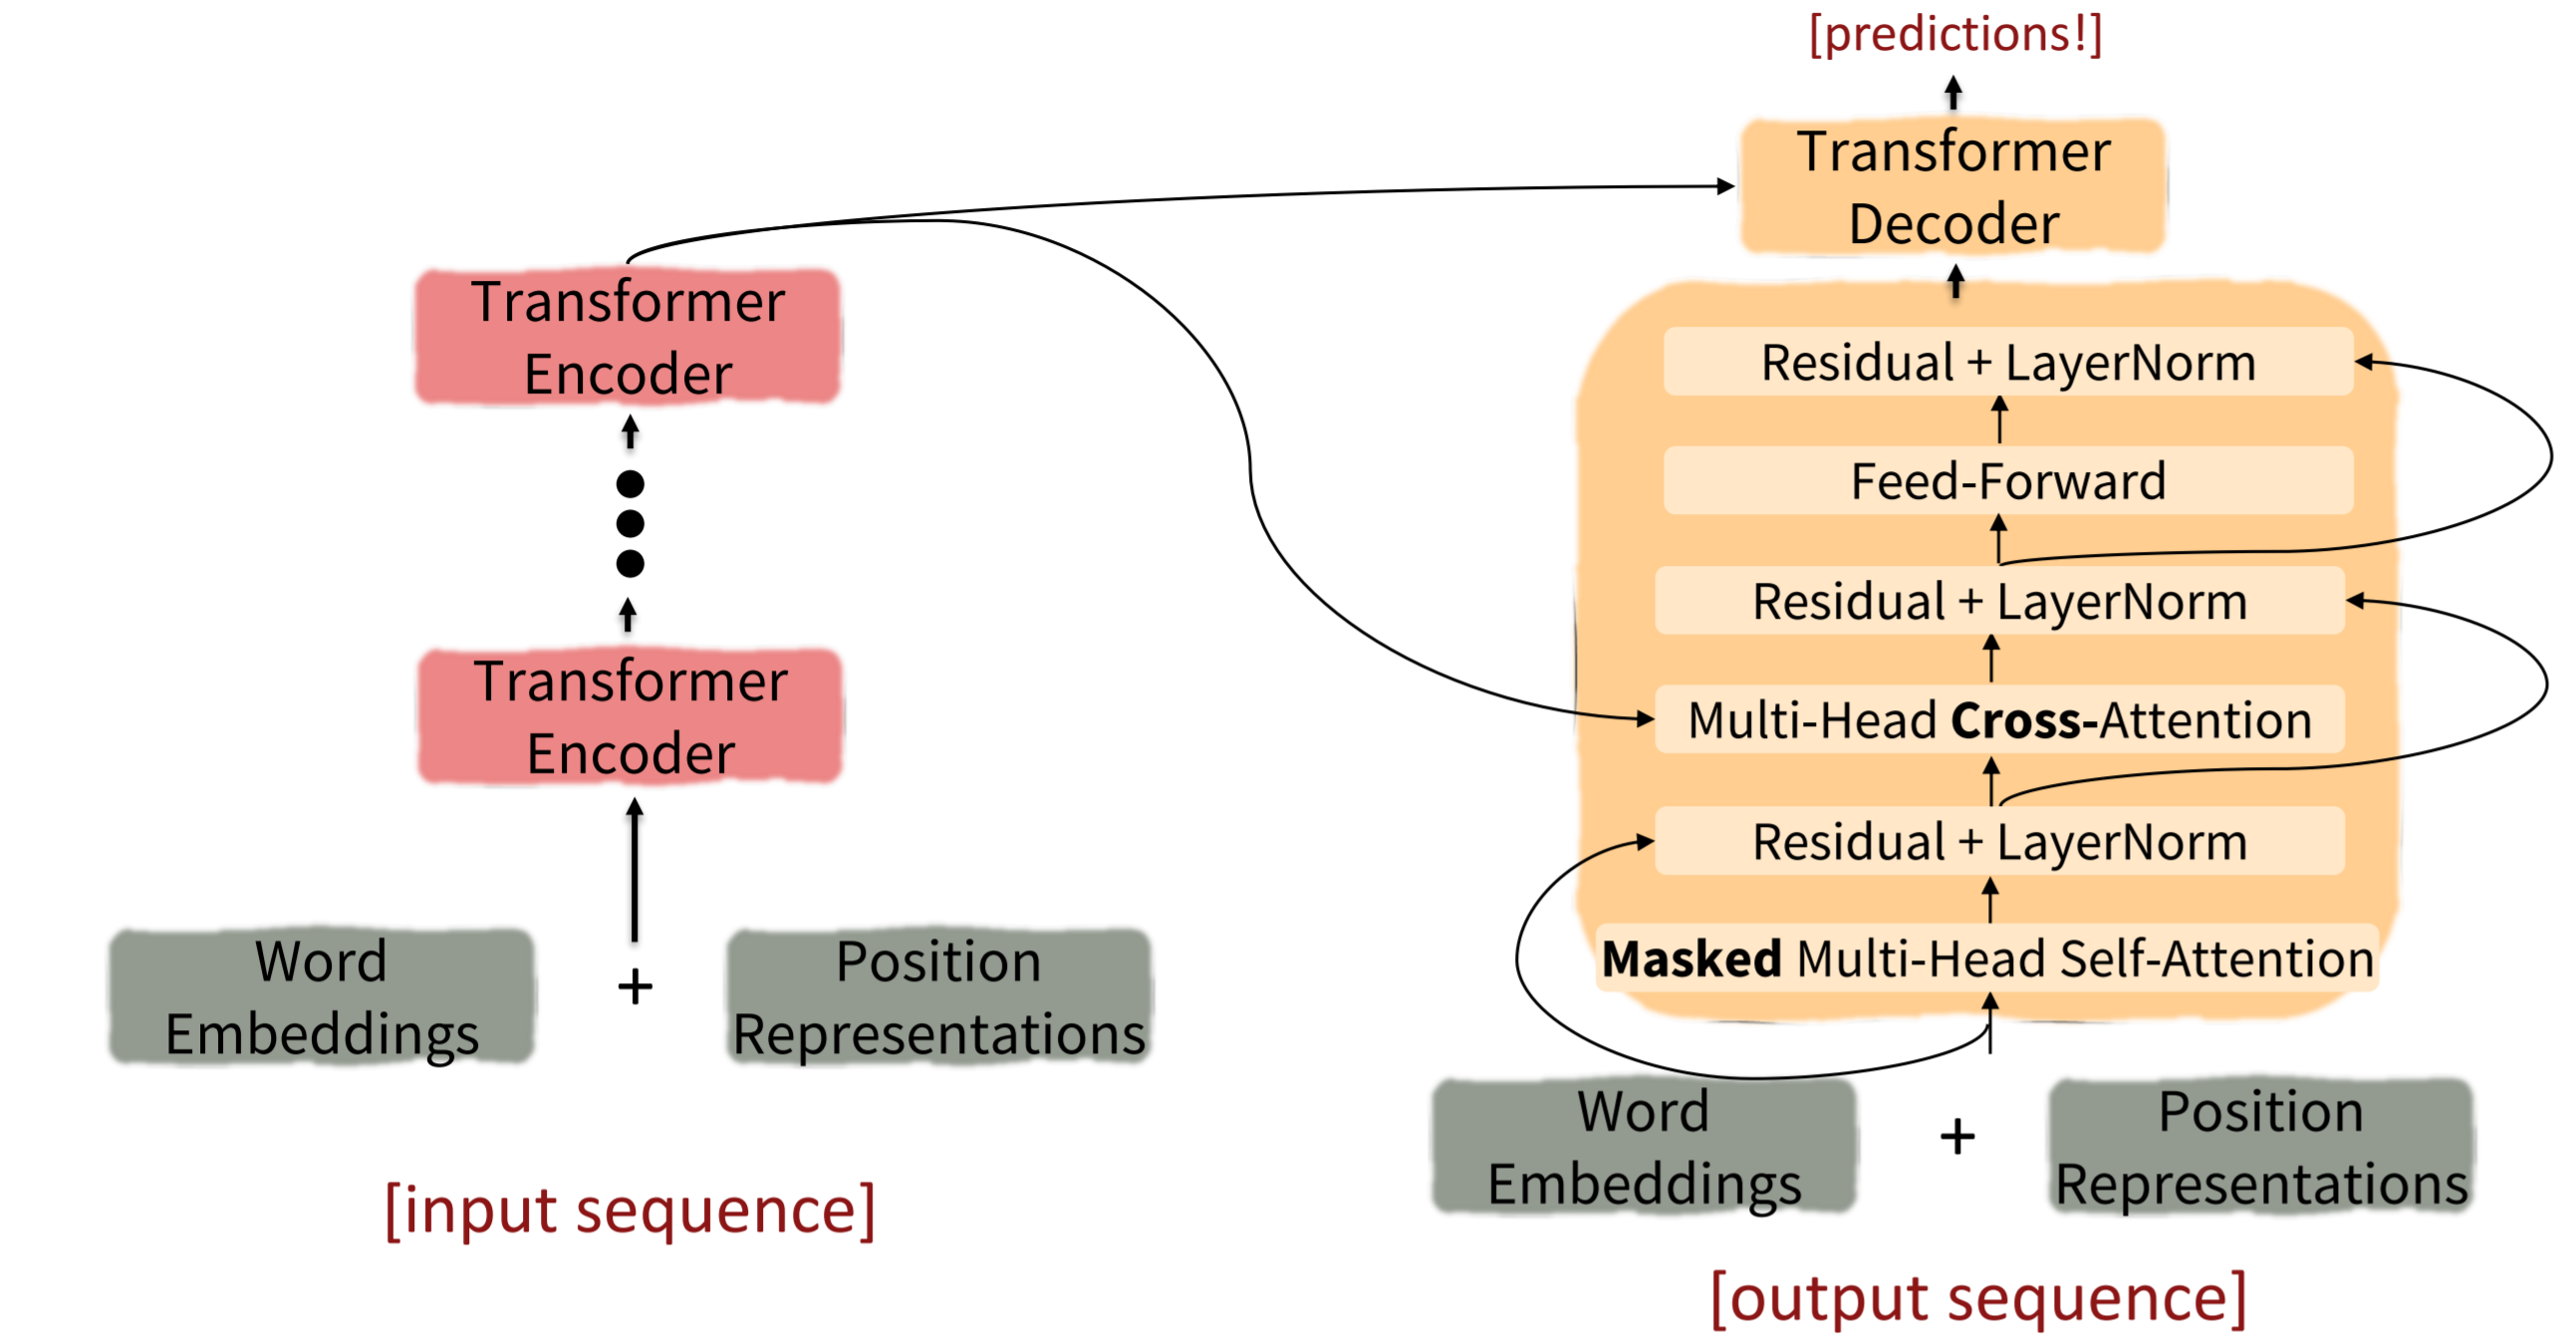 [predictions!]
Transformer
Decoder
Transformer
Encoder
Transformer
Encoder
Word
Embeddings
+
Position
Representations
[input sequence]
Residual + LayerNorm
Feed-Forward
Residual + LayerNorm
Multi-Head Cross-Attention
Residual + LayerNorm
Masked Multi-Head Self-Attention
Word
Embeddings
+
Position
Representations
[output sequence]